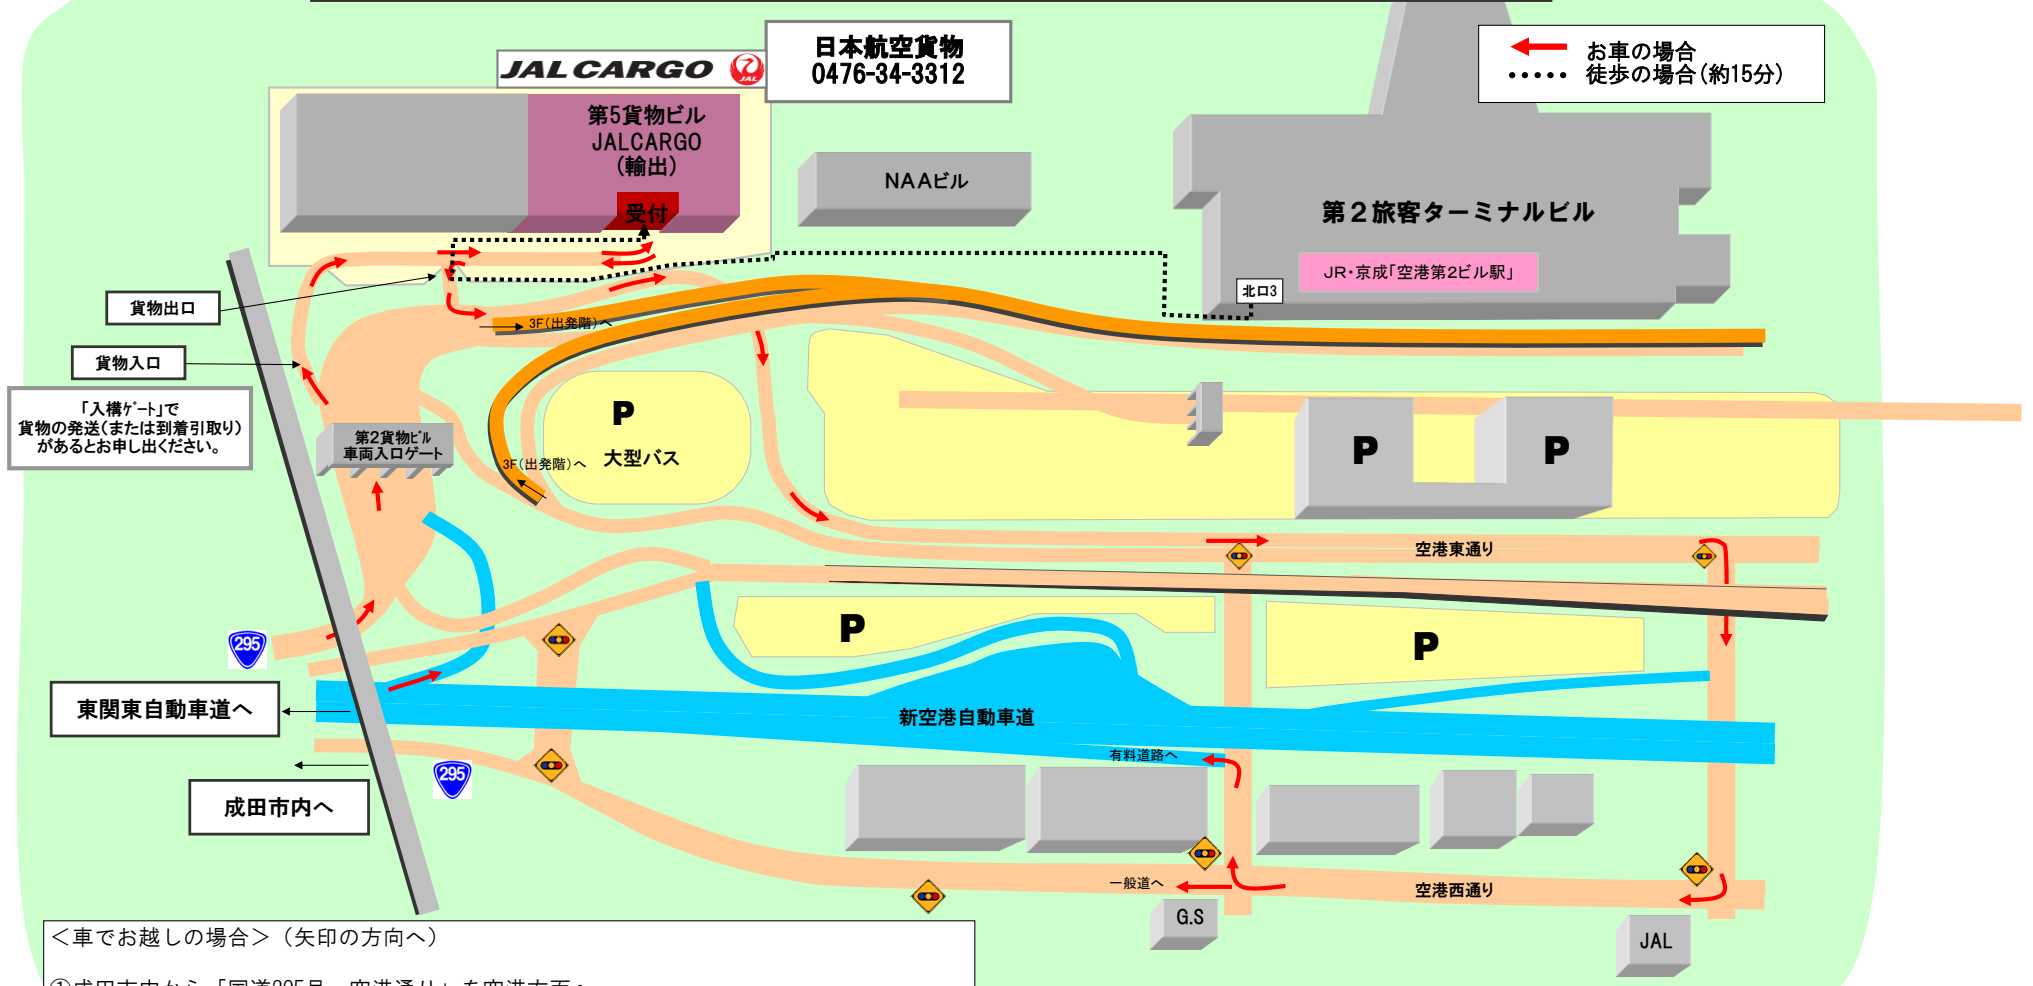 日本航空貨物
0476-34-3312
JAL CARGO
JAL
お車の場合
徒歩の場合(約15分)
第5貨物ビル
JALCARGO
(輸出)
受付
NAAビル
第2旅客ターミナルビル
JR・京成「空港第2ビル駅」
北口3
貨物出口
3F(出発階)へ
貨物入口
「入構ゲート」で
貨物の発送(または到着引取り)
があるとお申し出ください。
第2貨物ビル
車両入口ゲート
P
大型バス
3F(出発階)へ
P
P
空港東通り
295
P
P
東関東自動車道へ
新空港自動車道
有料道路へ
295
成田市内へ
一般道へ
空港西通り
G.S
JAL
<車でお越しの場合>(矢印の方向へ)